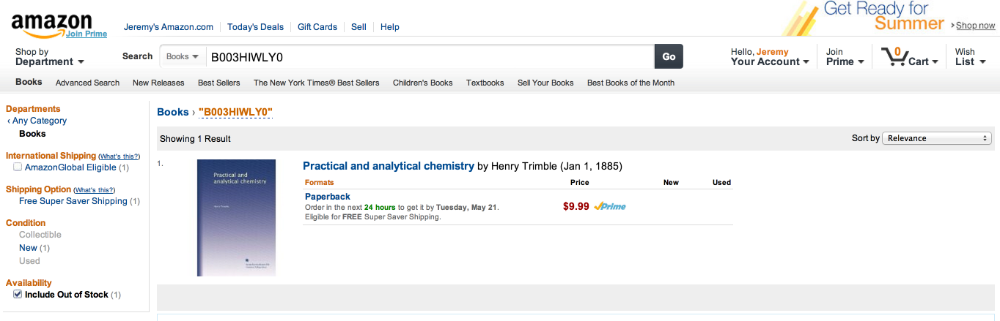 amazon
Join Prime
Jeremy's Amazon.com
Today's Deals
Gift Cards
Sell
Help
Get Ready for
Summer
› Shop now
Shop by
Department
Search
Books
B003HIWLY0
Go
Hello, Jeremy
Your Account
Join
Prime
0
Cart
Wish
List
Books
Advanced Search
New Releases
Best Sellers
The New York Times® Best Sellers
Children's Books
Textbooks
Sell Your Books
Best Books of the Month
Departments
‹ Any Category
Books
International Shipping (What's this?)
AmazonGlobal Eligible (1)
Shipping Option (What's this?)
Free Super Saver Shipping (1)
Condition
Collectible
New (1)
Used
Availability
Include Out of Stock (1)
Books › "B003HIWLY0"
Showing 1 Result
Sort by Relevance
1.
Practical and
analytical chemistry
Henry Trimble
Practical and analytical chemistry by Henry Trimble (Jan 1, 1885)
Formats Price New Used
Paperback
Order in the next 24 hours to get it by Tuesday, May 21.
Eligible for FREE Super Saver Shipping.
$9.99 Prime